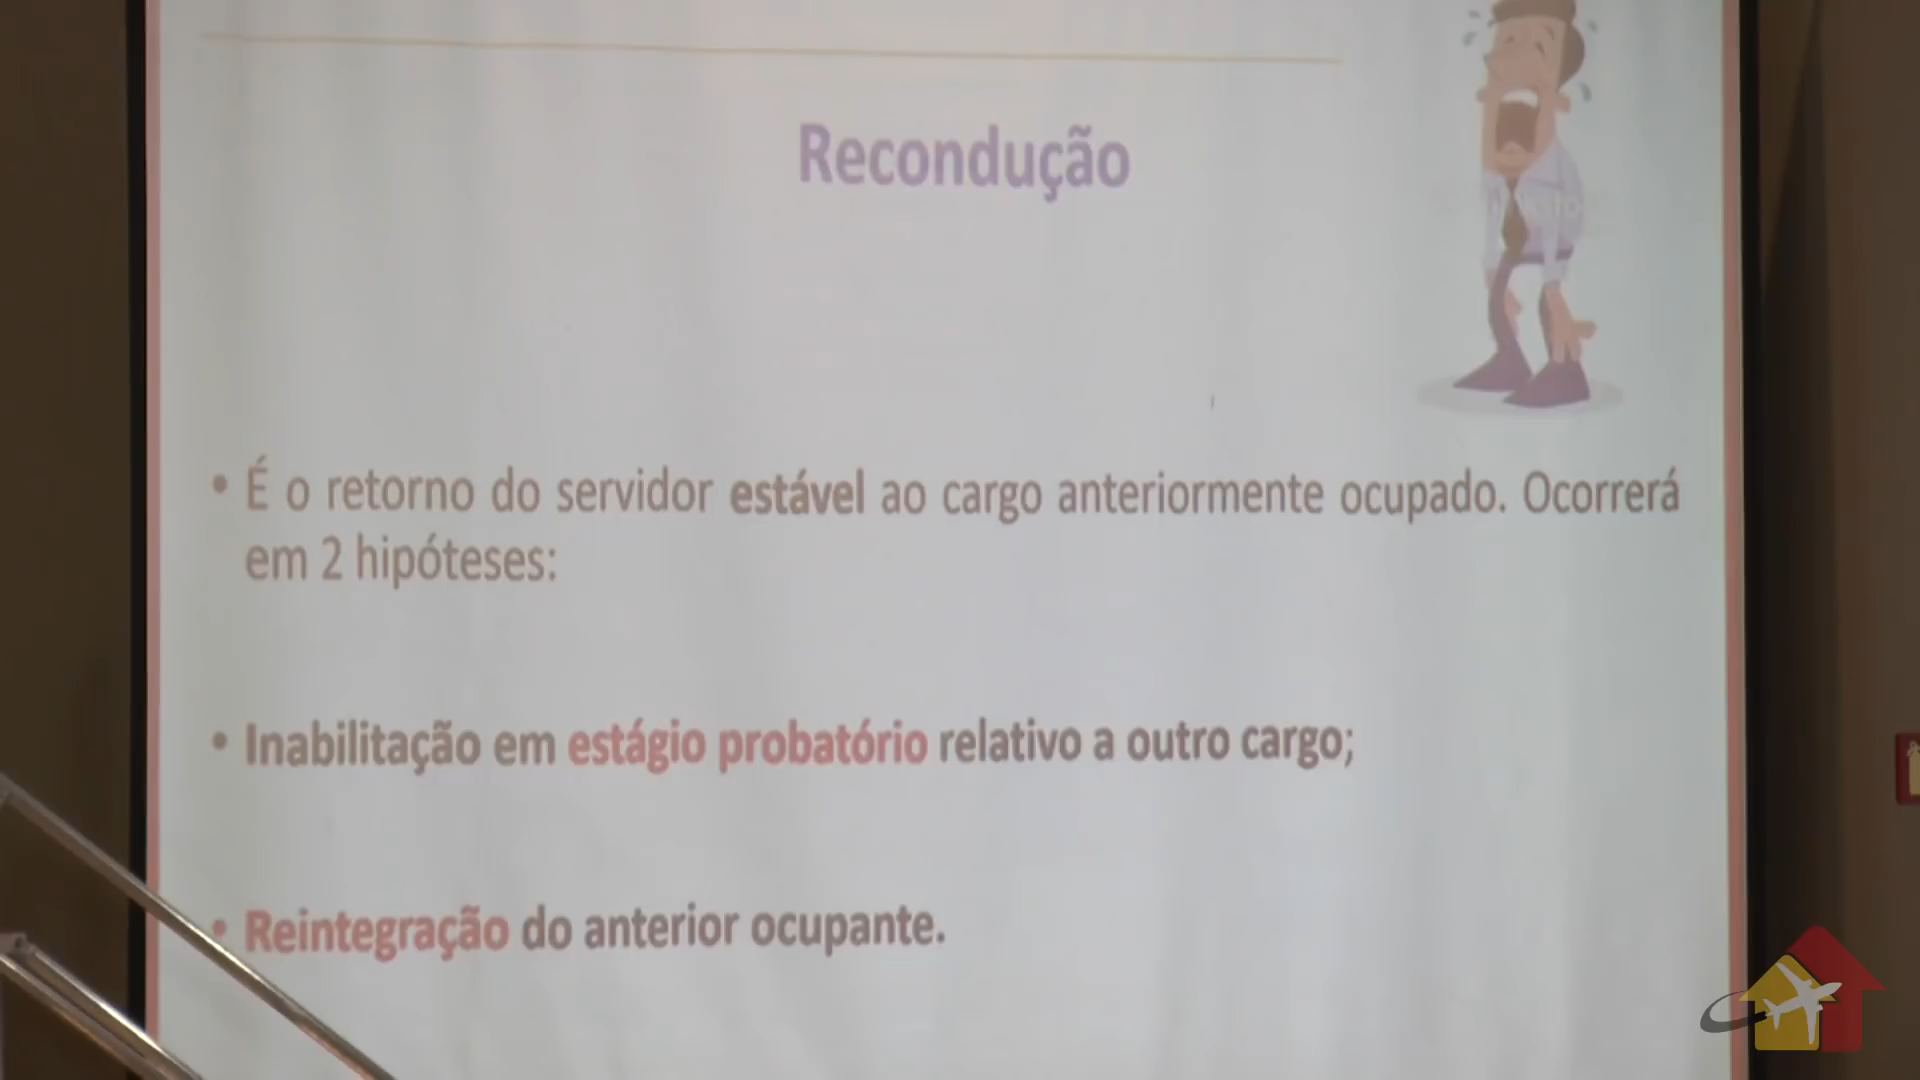 Recondução
• É o retorno do servidor estável ao cargo anteriormente ocupado. Ocorrerá
em 2 hipóteses:
• Inabilitação em estágio probatório relativo a outro cargo;
• Reintegração do anterior ocupante.